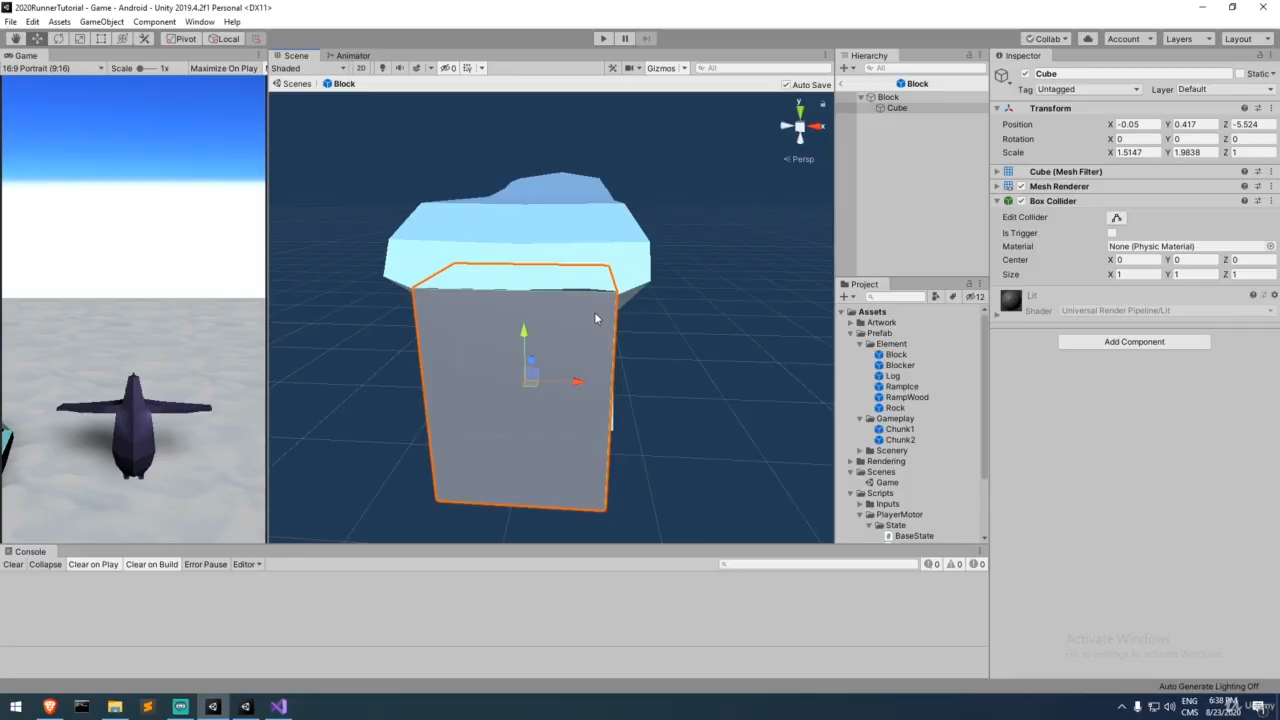 2020RunnerTutorial - Game - Android - Unity 2019.4.2f1 Personal <DX11>
File Edit Assets GameObject Component Window Help
Pivot Local Collab Account Layers Layout
Game Scene Animator Hierarchy Inspector
16:9 Portrait (9:16) Scale 1x Maximize On Play Shaded 2D 0 Gizmos All All
Cube Static
Scenes Block Auto Save Block
Tag Untagged Layer Default
Block
Cube
Transform
Position X -0.05 Y 0.417 Z -5.524
Rotation X 0 Y 0 Z 0
Scale X 1.5147 Y 1.9838 Z 1
y
x
Persp
Cube (Mesh Filter)
Mesh Renderer
Box Collider
Edit Collider
Is Trigger
Material None (Physic Material)
Center X 0 Y 0 Z 0
Size X 1 Y 1 Z 1
Lit
Shader Universal Render Pipeline/Lit
Add Component
Project
12
Assets
Artwork
Prefab
Element
Block
Blocker
Log
RampIce
RampWood
Rock
Gameplay
Chunk1
Chunk2
Scenery
Rendering
Scenes
Game
Scripts
Inputs
PlayerMotor
State
BaseState
Console
Clear Collapse Clear on Play Clear on Build Error Pause Editor 0 0 0
Activate Windows
Go to Settings to activate Windows.
Auto Generate Lighting Off
ENG
CMS
6:38 PM
8/23/2020
Udemy